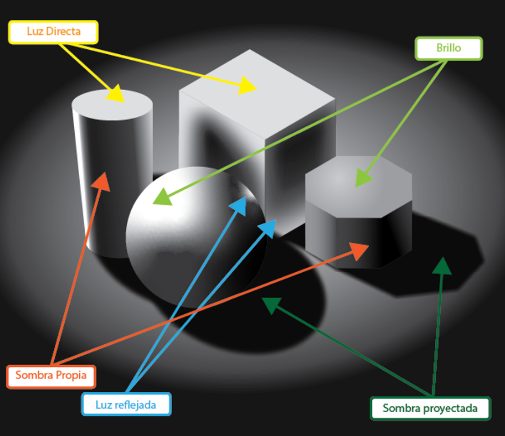 Luz Directa
Brillo
Sombra Propia
Luz reflejada
Sombra proyectada